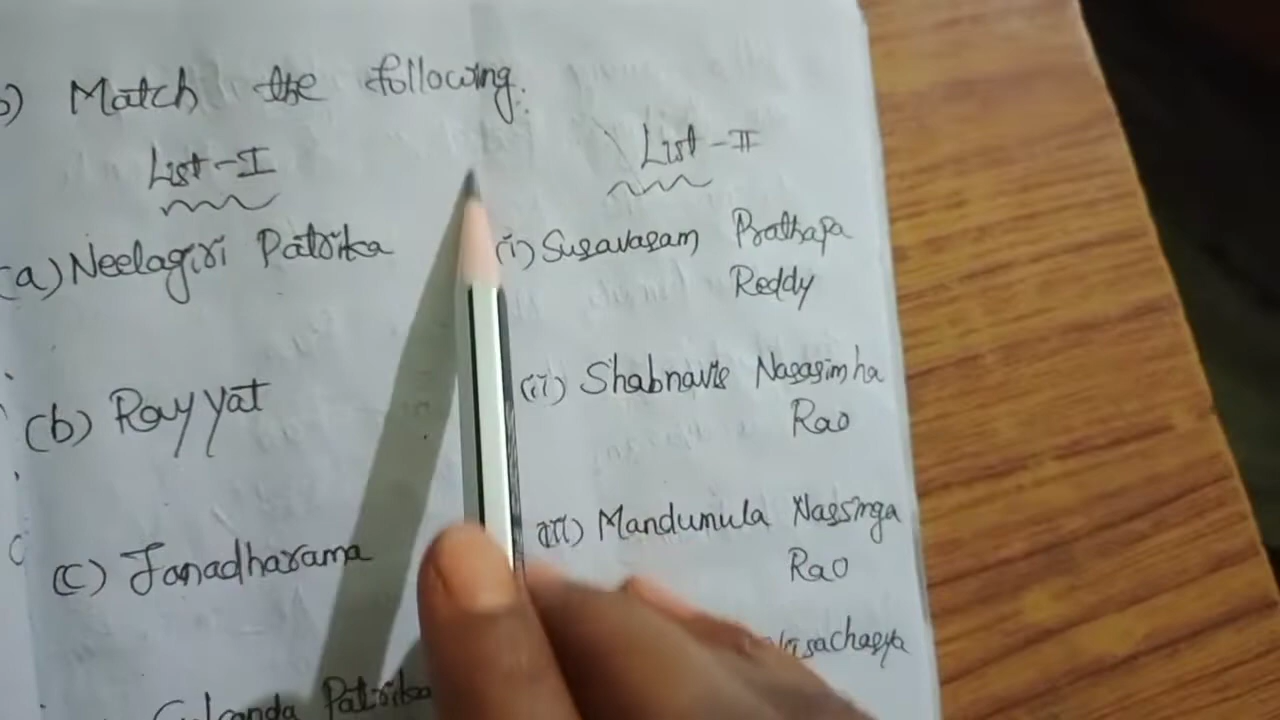 Match the following:
List-I List-II
(a) Neelagiri Patrika (i) Suravaram Prathapa
Reddy
(b) Rayyat (ii) Shabnavis Narasimha
Rao
(c) Janadharama (iii) Mandumula Narsinga
Rao
Patrika